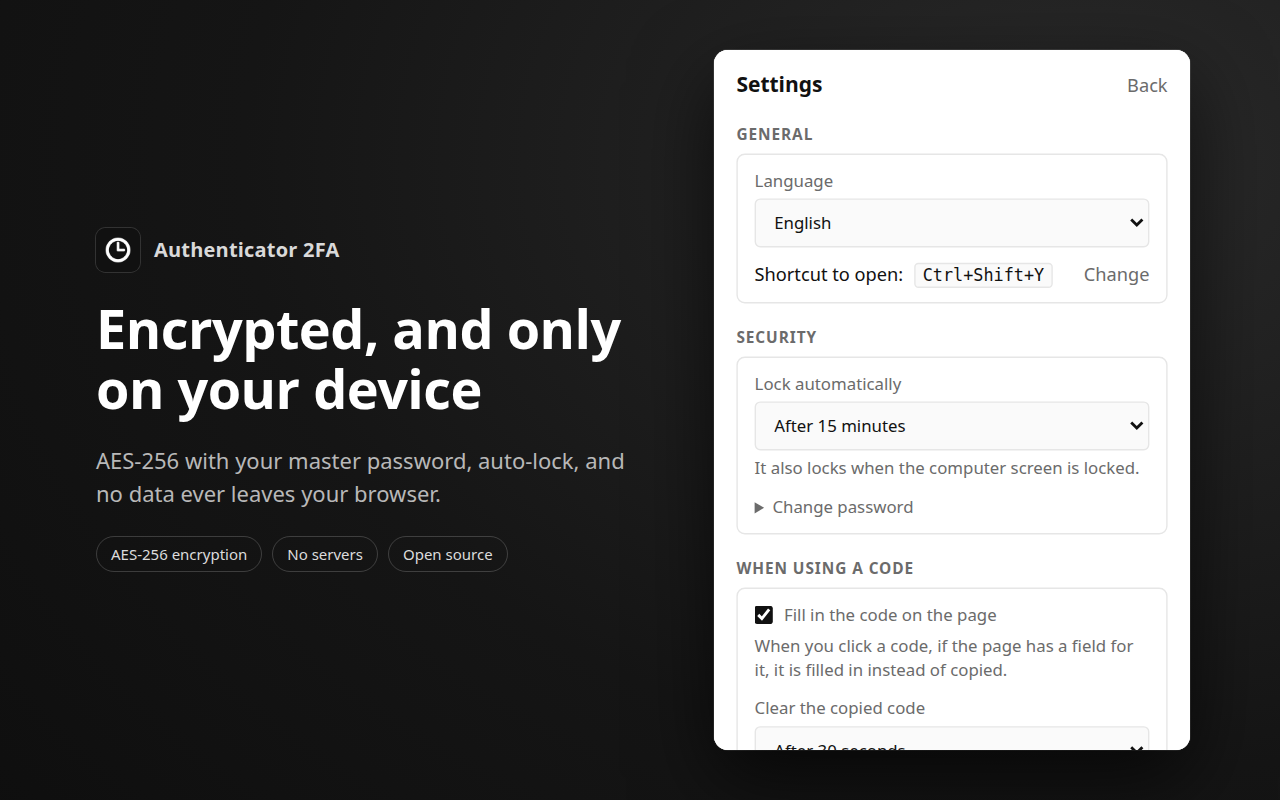 Authenticator 2FA
Encrypted, and only
on your device
AES-256 with your master password, auto-lock, and
no data ever leaves your browser.
AES-256 encryption
No servers
Open source
Settings
Back
GENERAL
Language
English
Shortcut to open: Ctrl+Shift+Y Change
SECURITY
Lock automatically
After 15 minutes
It also locks when the computer screen is locked.
Change password
WHEN USING A CODE
Fill in the code on the page
When you click a code, if the page has a field for
it, it is filled in instead of copied.
Clear the copied code
After 30 seconds